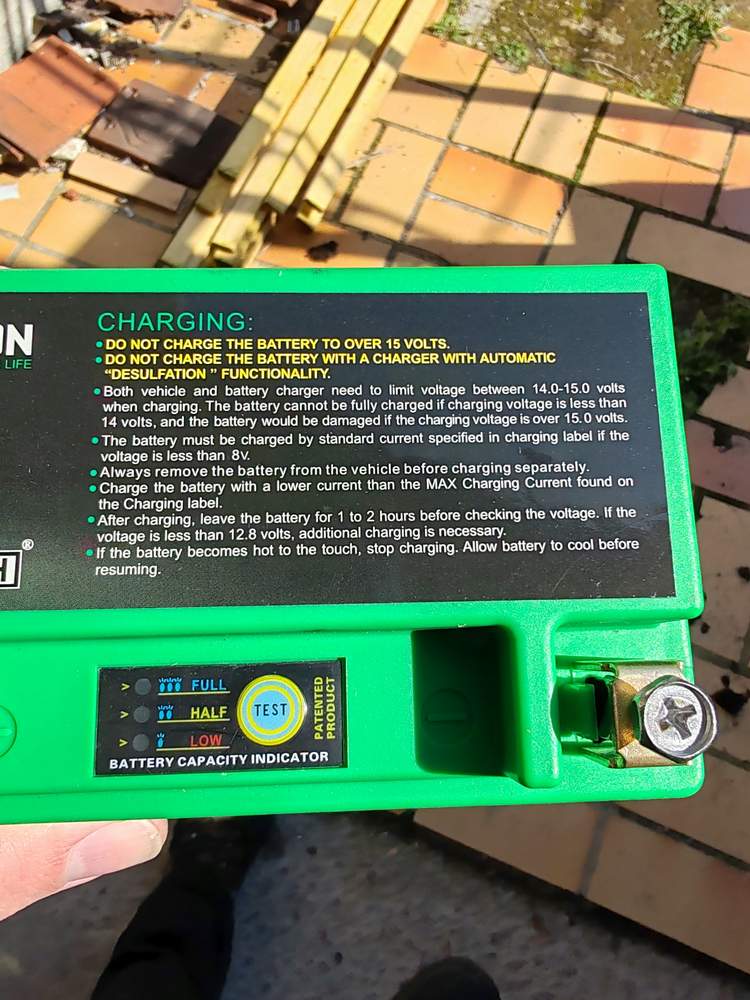 ON
LIFE
CHARGING:
• DO NOT CHARGE THE BATTERY TO OVER 15 VOLTS.
• DO NOT CHARGE THE BATTERY WITH A CHARGER WITH AUTOMATIC
"DESULFATION " FUNCTIONALITY.
• Both vehicle and battery charger need to limit voltage between 14.0-15.0 volts
when charging. The battery cannot be fully charged if charging voltage is less than
14 volts, and the battery would be damaged if the charging voltage is over 15.0 volts.
• The battery must be charged by standard current specified in charging label if the
voltage is less than 8v.
• Always remove the battery from the vehicle before charging separately.
• Charge the battery with a lower current than the MAX Charging Current found on
the Charging label.
• After charging, leave the battery for 1 to 2 hours before checking the voltage. If the
voltage is less than 12.8 volts, additional charging is necessary.
• If the battery becomes hot to the touch, stop charging. Allow battery to cool before
resuming.
H®
> FULL
> HALF
> LOW
TEST
PATENTED
PRODUCT
BATTERY CAPACITY INDICATOR